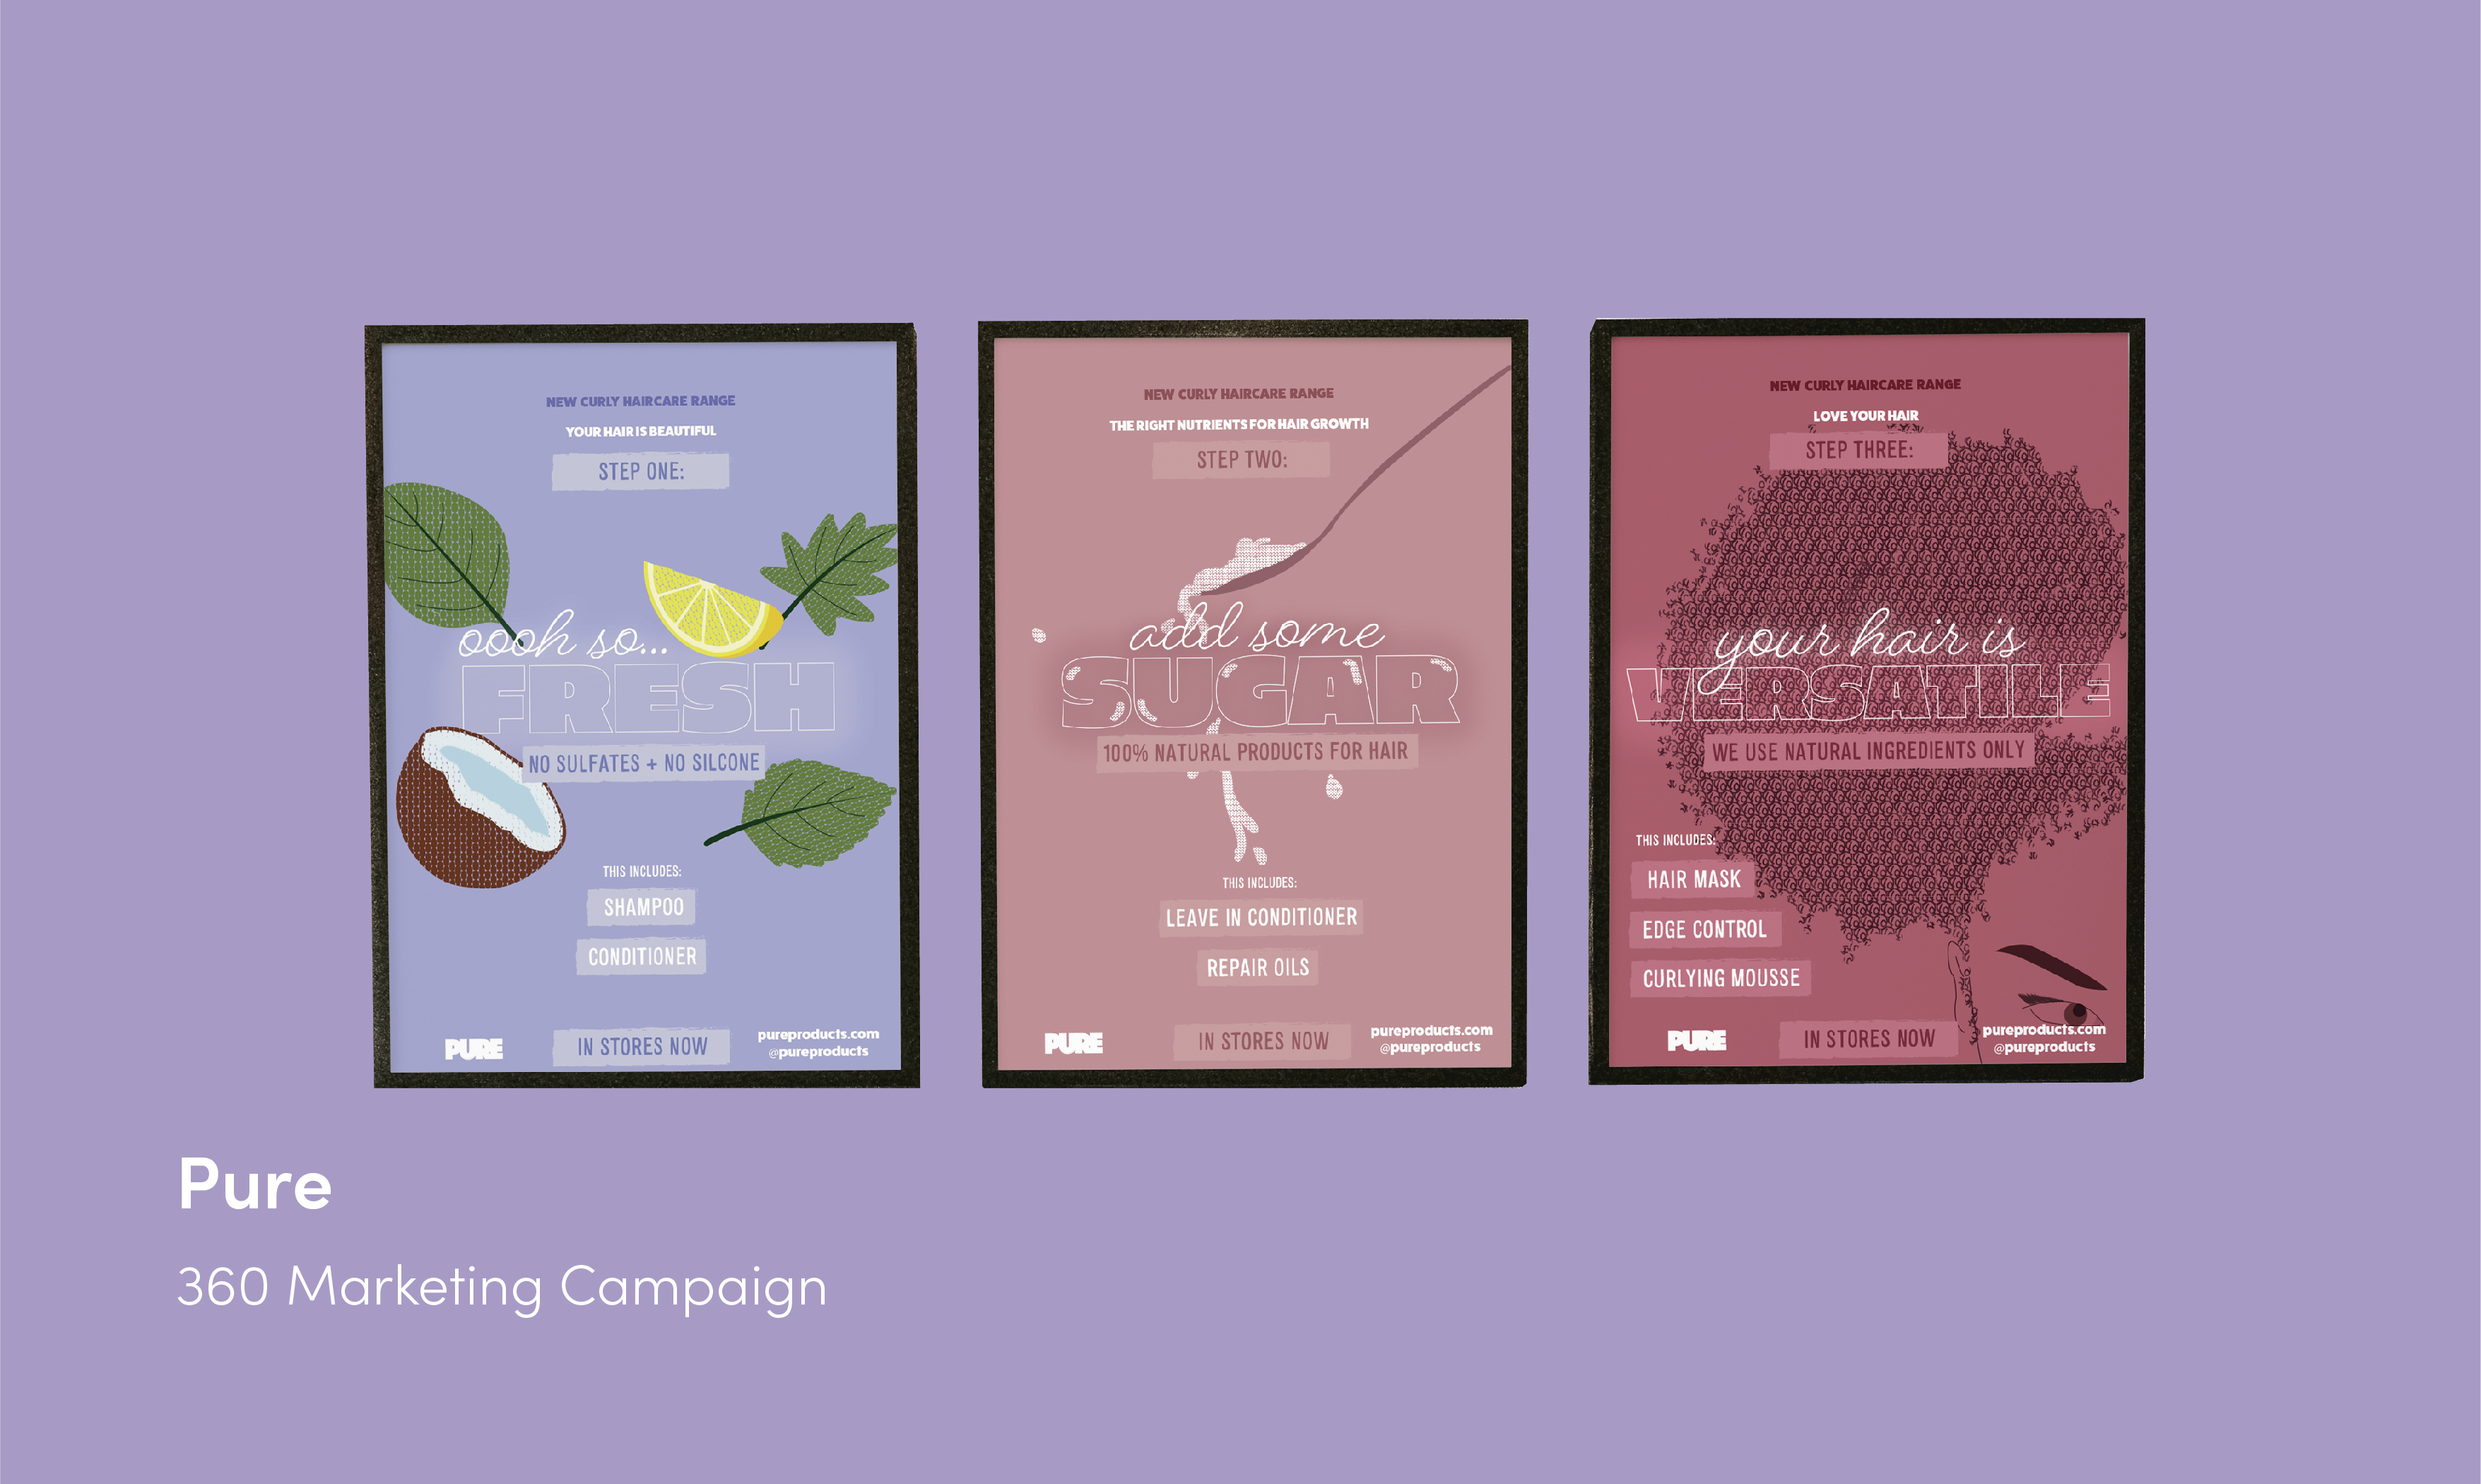 NEW CURLY HAIRCARE RANGE
YOUR HAIR IS BEAUTIFUL
STEP ONE:
oooh so...
FRESH
NO SULFATES + NO SILCONE
THIS INCLUDES:
SHAMPOO
CONDITIONER
PURE
IN STORES NOW
pureproducts.com
@pureproducts
NEW CURLY HAIRCARE RANGE
THE RIGHT NUTRIENTS FOR HAIR GROWTH
STEP TWO:
add some
SUGAR
100% NATURAL PRODUCTS FOR HAIR
THIS INCLUDES:
LEAVE IN CONDITIONER
REPAIR OILS
PURE
IN STORES NOW
pureproducts.com
@pureproducts
NEW CURLY HAIRCARE RANGE
LOVE YOUR HAIR
STEP THREE:
your hair is
VERSATILE
WE USE NATURAL INGREDIENTS ONLY
THIS INCLUDES:
HAIR MASK
EDGE CONTROL
CURLYING MOUSSE
PURE
IN STORES NOW
pureproducts.com
@pureproducts
Pure
360 Marketing Campaign